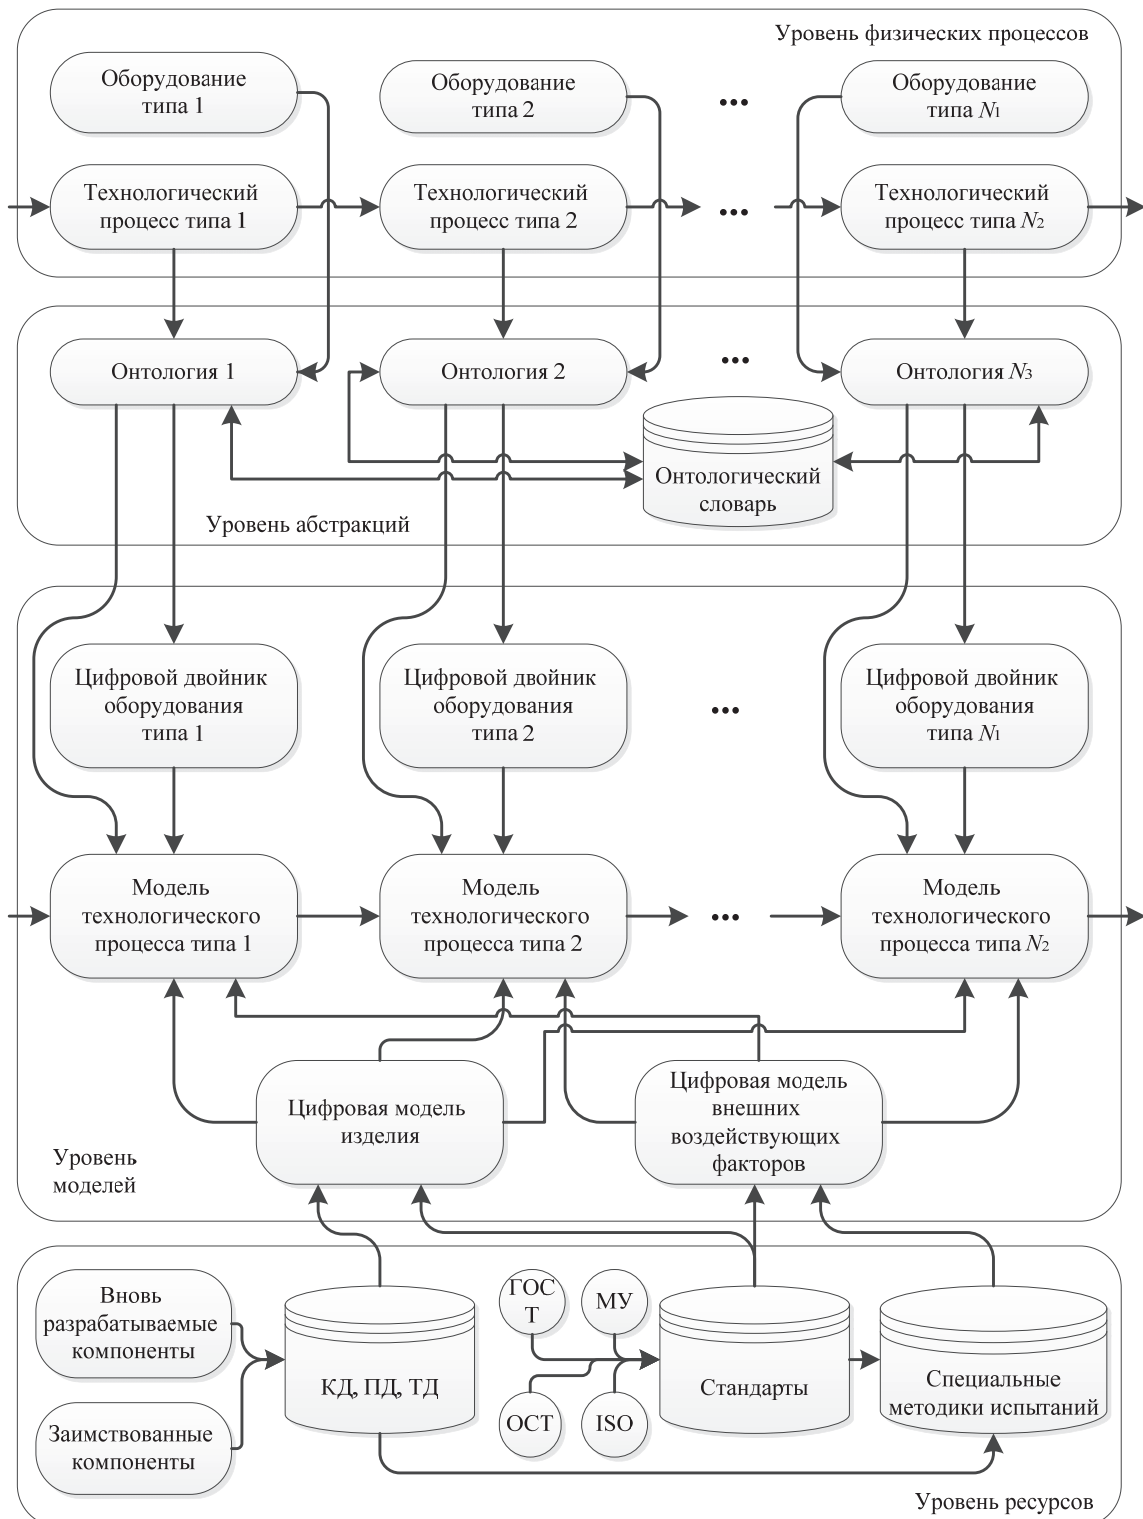 Уровень физических процессов
Оборудование
типа 1
Оборудование
типа 2
...
Оборудование
типа N1
Технологический
процесс типа 1
Технологический
процесс типа 2
...
Технологический
процесс типа N2
Онтология 1
Онтология 2
...
Онтология N3
Онтологический
словарь
Уровень абстракций
Цифровой двойник
оборудования
типа 1
Цифровой двойник
оборудования
типа 2
...
Цифровой двойник
оборудования
типа N1
Модель
технологического
процесса типа 1
Модель
технологического
процесса типа 2
...
Модель
технологического
процесса типа N2
Цифровая модель
изделия
Цифровая модель
внешних
воздействующих
факторов
Уровень
моделей
Вновь
разрабатываемые
компоненты
Заимствованные
компоненты
КД, ПД, ТД
ГОС
Т
МУ
ОСТ
ISO
Стандарты
Специальные
методики испытаний
Уровень ресурсов